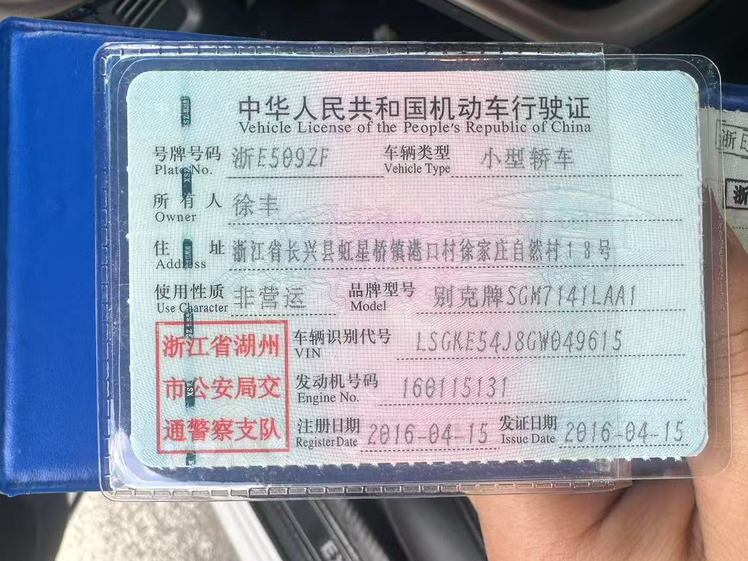 中华人民共和国机动车行驶证
Vehicle License of the People's Republic of China
号牌号码 浙E509ZF 车辆类型 小型轿车
Plate No. Vehicle Type
所有人 徐丰
Owner
住址 浙江省长兴县虹星桥镇港口村徐家庄自然村18号
Address
使用性质 非营运 品牌型号 别克牌SGM7141LAA1
Use Character Model
浙江省湖州
市公安局交
通警察支队
车辆识别代号 LSGKE54J8GW049615
VIN
发动机号码 160115131
Engine No.
注册日期 2016-04-15 发证日期 2016-04-15
Register Date Issue Date
浙E
浙